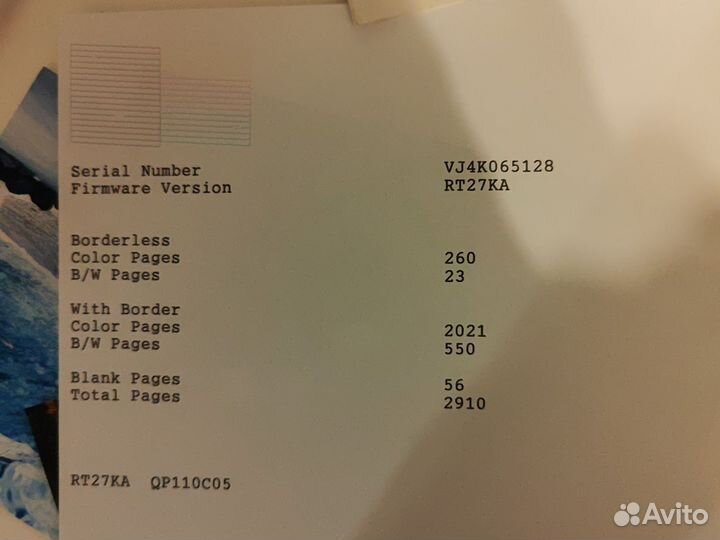 Serial Number VJ4K065128
Firmware Version RT27KA
Borderless
Color Pages 260
B/W Pages 23
With Border
Color Pages 2021
B/W Pages 550
Blank Pages 56
Total Pages 2910
RT27KA QP110C05
Avito